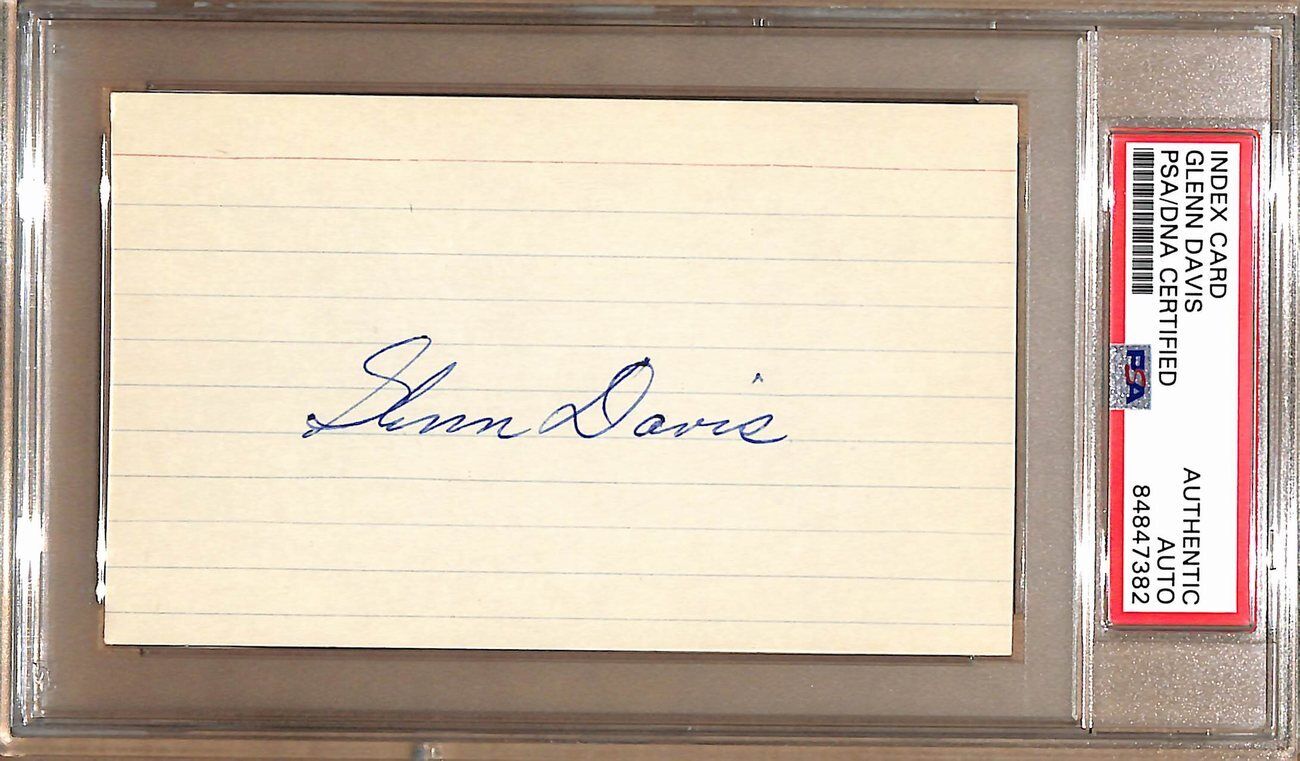 Glenn Davis
INDEX CARD
GLENN DAVIS
PSA/DNA CERTIFIED
PSA
AUTHENTIC
AUTO
84847382